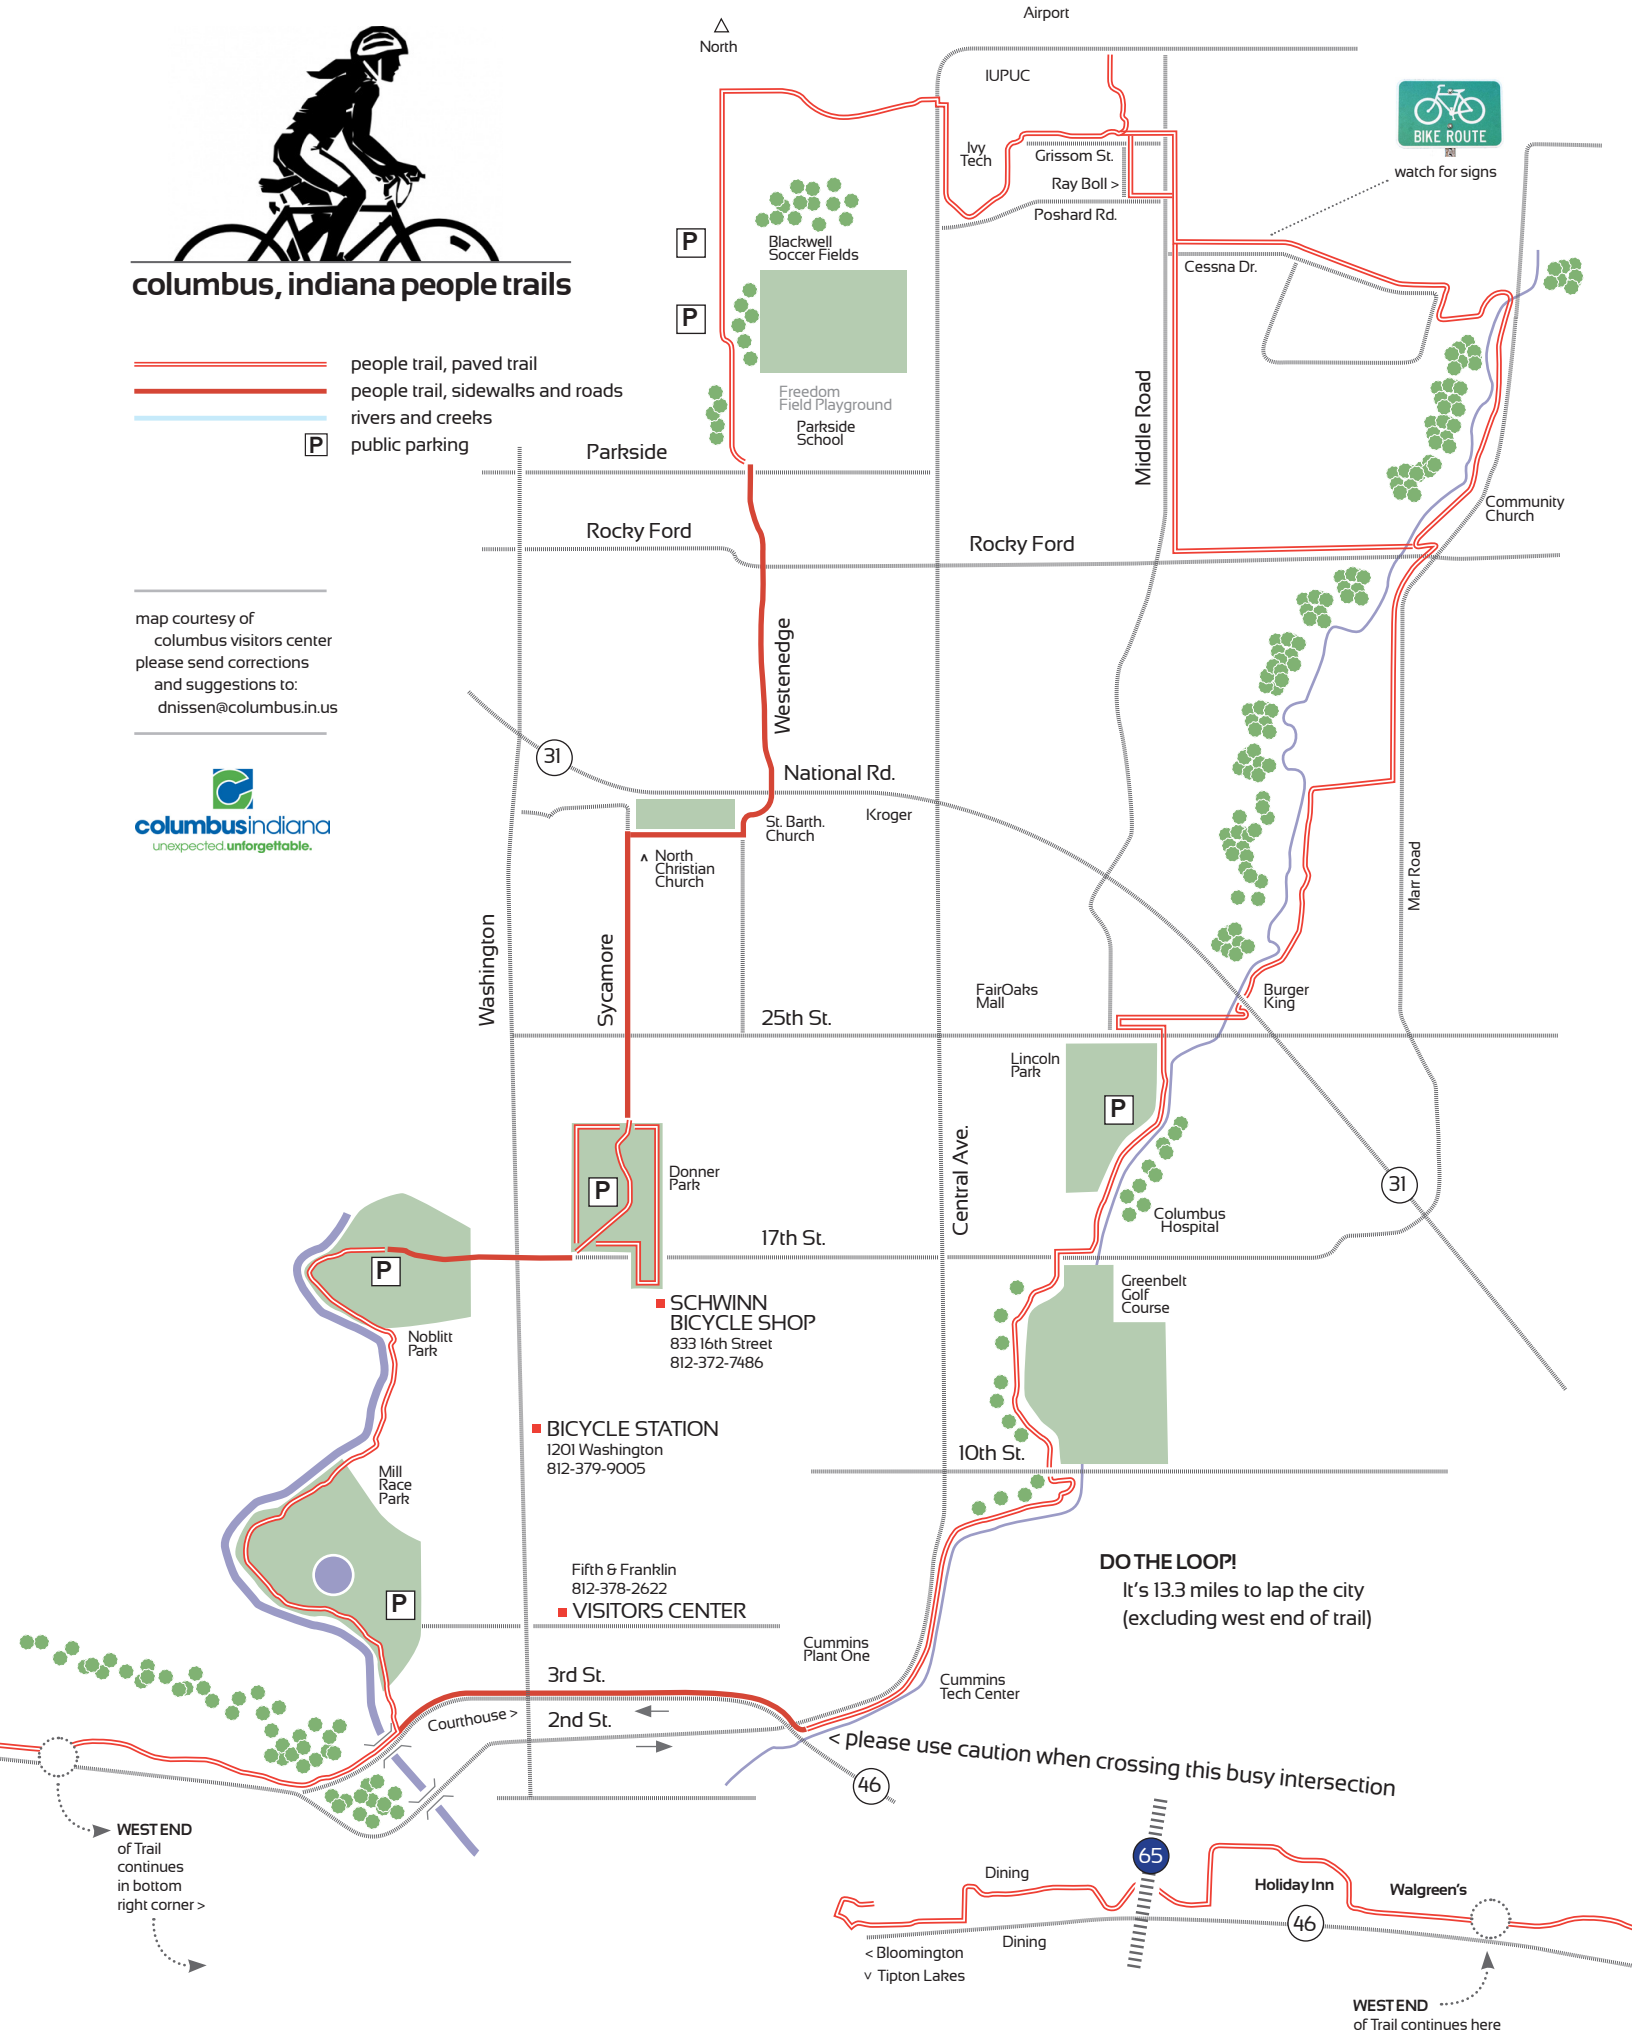 Airport
North
IUPUC
BIKE ROUTE
watch for signs
Ivy
Tech
Grissom St.
Ray Boll >
Poshard Rd.
Cessna Dr.
P
Blackwell
Soccer Fields
P
columbus, indiana people trails
people trail, paved trail
people trail, sidewalks and roads
rivers and creeks
P public parking
Freedom
Field Playground
Parkside
School
Middle Road
Parkside
Rocky Ford
Rocky Ford
Community
Church
map courtesy of
columbus visitors center
please send corrections
and suggestions to:
dnissen@columbus.in.us
Westenedge
31
National Rd.
columbusindiana
unexpected.unforgettable.
St. Barth.
Church
Kroger
^ North
Christian
Church
Marr Road
Washington
Sycamore
25th St.
FairOaks
Mall
Burger
King
Lincoln
Park
P
Central Ave.
P
Donner
Park
31
Columbus
Hospital
17th St.
P
Noblitt
Park
Greenbelt
Golf
Course
SCHWINN
BICYCLE SHOP
833 16th Street
812-372-7486
BICYCLE STATION
1201 Washington
812-379-9005
10th St.
Mill
Race
Park
P
Fifth & Franklin
812-378-2622
VISITORS CENTER
DO THE LOOP!
It's 13.3 miles to lap the city
(excluding west end of trail)
Cummins
Plant One
Cummins
Tech Center
3rd St.
Courthouse >
2nd St.
< please use caution when crossing this busy intersection
46
WEST END
of Trail
continues
in bottom
right corner >
65
Dining
Holiday Inn
Walgreen's
46
Dining
< Bloomington
v Tipton Lakes
WEST END
of Trail continues here